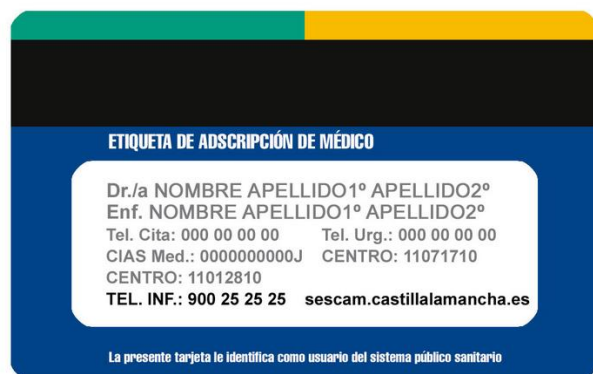 ETIQUETA DE ADSCRIPCIÓN DE MÉDICO
Dr./a NOMBRE APELLIDO1º APELLIDO2º
Enf. NOMBRE APELLIDO1º APELLIDO2º
Tel. Cita: 000 00 00 00 Tel. Urg.: 000 00 00 00
CIAS Med.: 0000000000J CENTRO: 11071710
CENTRO: 11012810
TEL. INF.: 900 25 25 25 sescam.castillalamancha.es
La presente tarjeta le identifica como usuario del sistema público sanitario